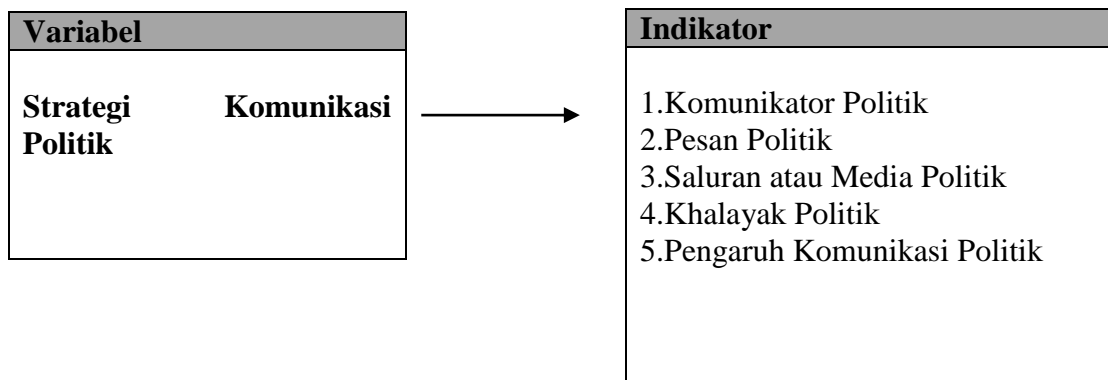 Variabel
Strategi Komunikasi
Politik
Indikator
1.Komunikator Politik
2.Pesan Politik
3.Saluran atau Media Politik
4.Khalayak Politik
5.Pengaruh Komunikasi Politik